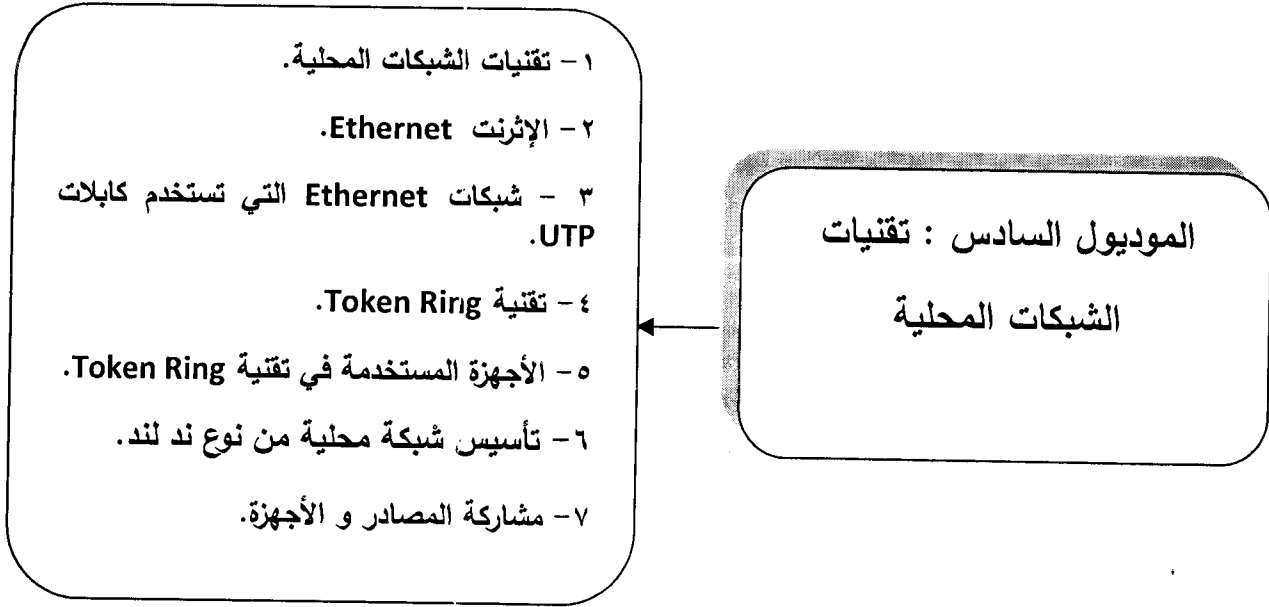 الموديول السادس : تقنيات
الشبكات المحلية
١- تقنيات الشبكات المحلية.
٢- الإثرنت Ethernet.
٣ - شبكات Ethernet التي تستخدم كابلات
UTP.
٤- تقنية Token Ring.
٥- الأجهزة المستخدمة في تقنية Token Ring.
٦- تأسيس شبكة محلية من نوع ند لند.
٧- مشاركة المصادر و الأجهزة.